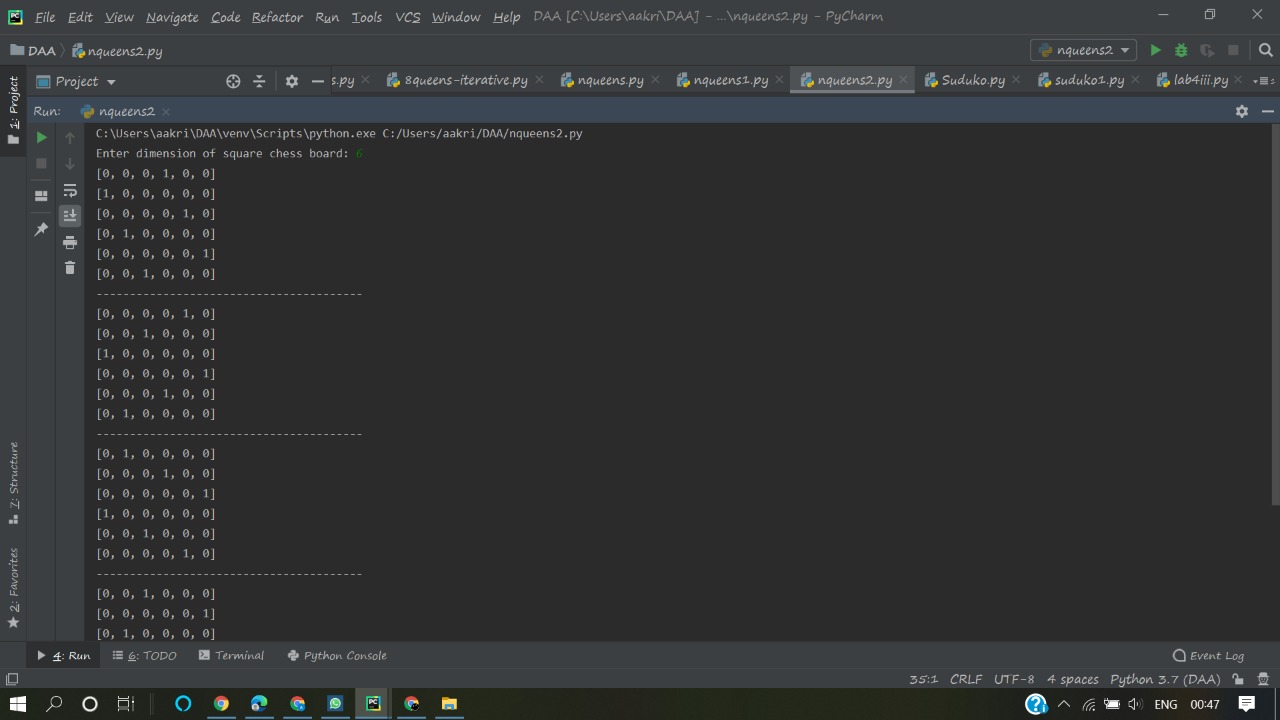 File Edit View Navigate Code Refactor Run Tools VCS Window Help DAA [C:\Users\aakri\DAA] - ...\nqueens2.py - PyCharm
DAA nqueens2.py nqueens2
1: Project
Project s.py 8queens-iterative.py nqueens.py nqueens1.py nqueens2.py Suduko.py suduko1.py lab4iii.py
Run: nqueens2
C:\Users\aakri\DAA\venv\Scripts\python.exe C:/Users/aakri/DAA/nqueens2.py
Enter dimension of square chess board: 6
[0, 0, 0, 1, 0, 0]
[1, 0, 0, 0, 0, 0]
[0, 0, 0, 0, 1, 0]
[0, 1, 0, 0, 0, 0]
[0, 0, 0, 0, 0, 1]
[0, 0, 1, 0, 0, 0]
----------------------------------------
[0, 0, 0, 0, 1, 0]
[0, 0, 1, 0, 0, 0]
[1, 0, 0, 0, 0, 0]
[0, 0, 0, 0, 0, 1]
[0, 0, 0, 1, 0, 0]
[0, 1, 0, 0, 0, 0]
----------------------------------------
[0, 1, 0, 0, 0, 0]
[0, 0, 0, 1, 0, 0]
[0, 0, 0, 0, 0, 1]
[1, 0, 0, 0, 0, 0]
[0, 0, 1, 0, 0, 0]
[0, 0, 0, 0, 1, 0]
----------------------------------------
[0, 0, 1, 0, 0, 0]
[0, 0, 0, 0, 0, 1]
[0, 1, 0, 0, 0, 0]
7: Structure
2: Favorites
4: Run 6: TODO Terminal Python Console Event Log
35:1 CRLF UTF-8 4 spaces Python 3.7 (DAA)
PC ENG 00:47